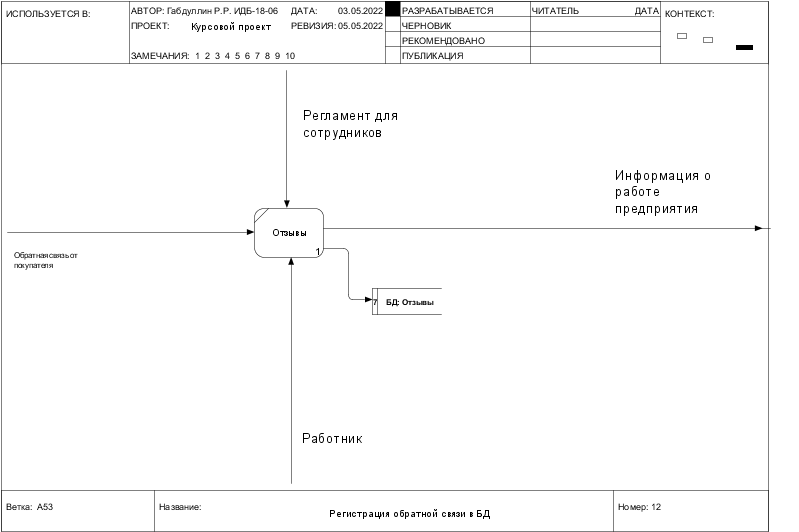 ИСПОЛЬЗУЕТСЯ В:
АВТОР: Габдуллин Р.Р. ИДБ-18-06 ДАТА: 03.05.2022
ПРОЕКТ: Курсовой проект РЕВИЗИЯ: 05.05.2022
ЗАМЕЧАНИЯ: 1 2 3 4 5 6 7 8 9 10
РАЗРАБАТЫВАЕТСЯ
ЧЕРНОВИК
РЕКОМЕНДОВАНО
ПУБЛИКАЦИЯ
ЧИТАТЕЛЬ ДАТА
КОНТЕКСТ:
Регламент для
сотрудников
Информация о
работе
предприятия
Отзывы
1
Обратная связь от
покупателя
7 БД: Отзывы
Работник
Ветка: A53
Название:
Регистрация обратной связи в БД
Номер: 12